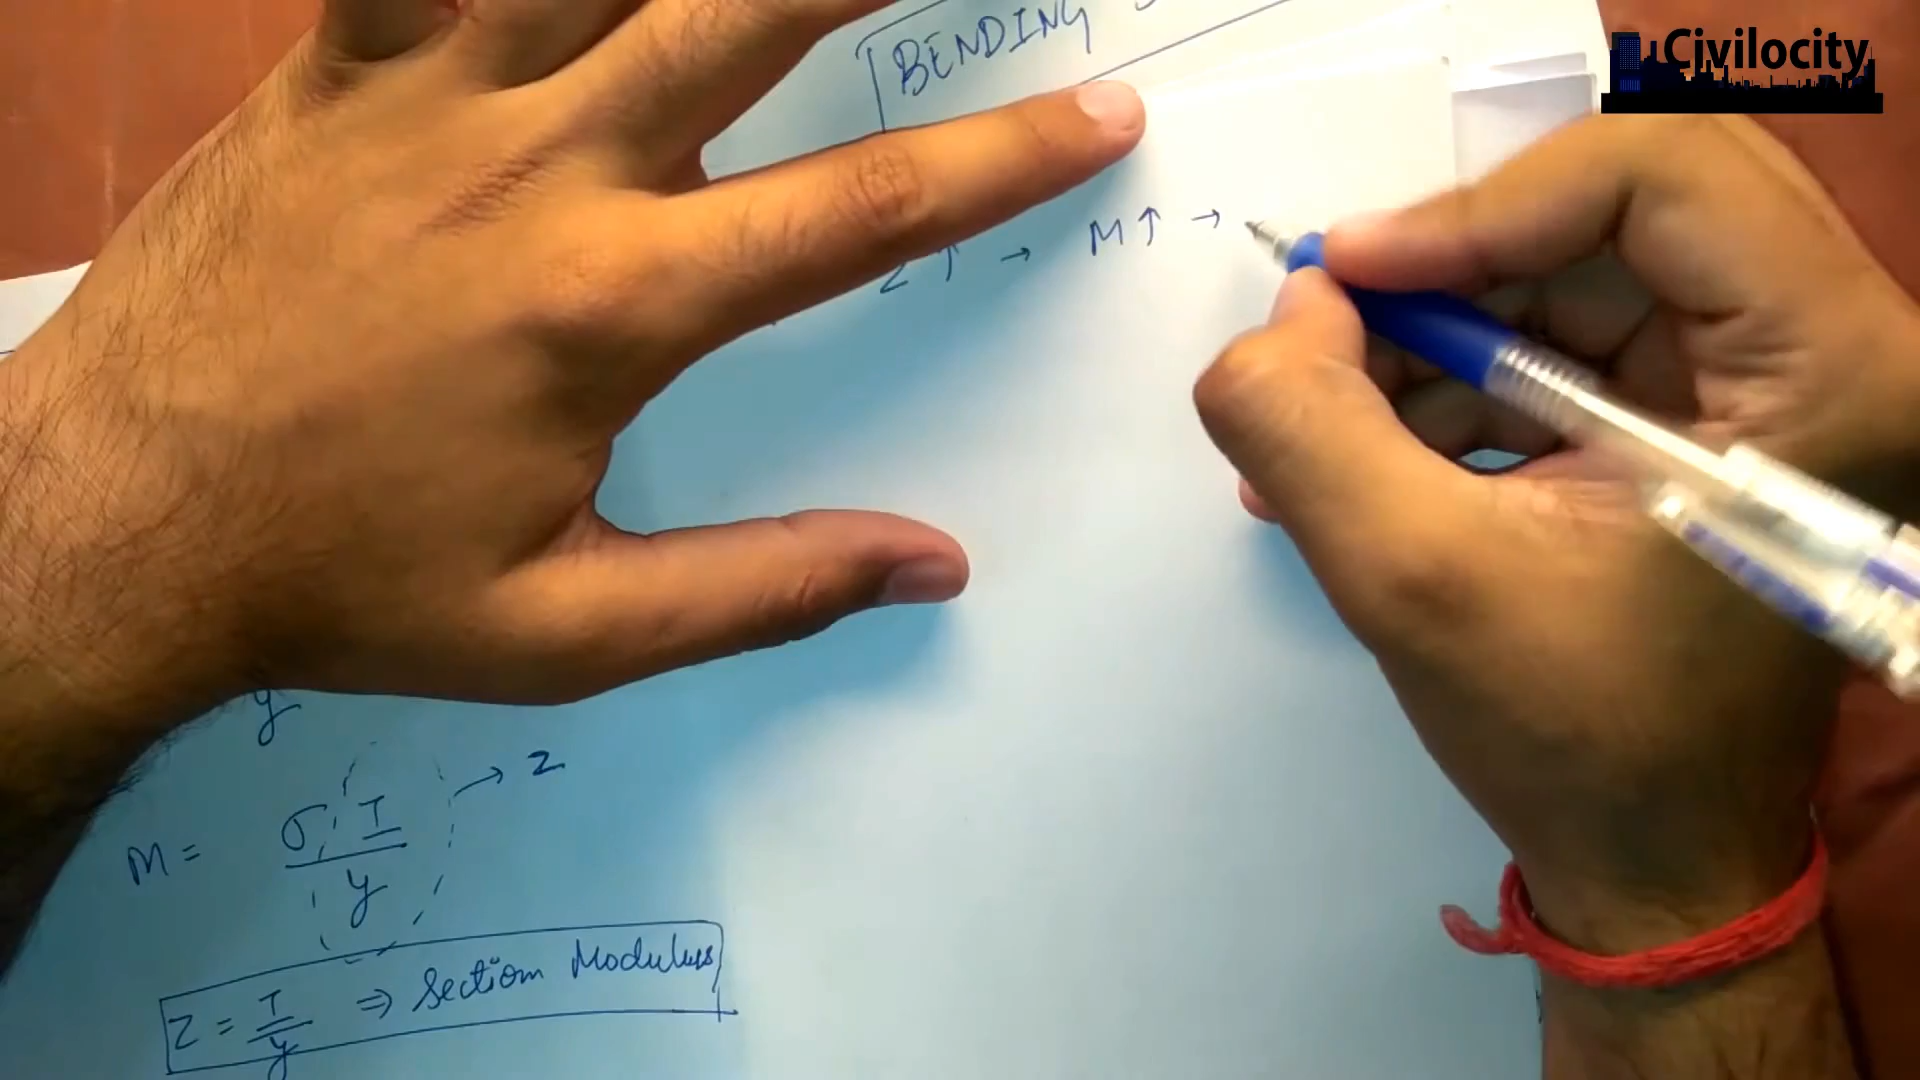 Civilocity
BENDING
Z ↑ → M ↑ →
y
→ Z
M = σ I
y
Z = I/y ⇒ Section Modulus